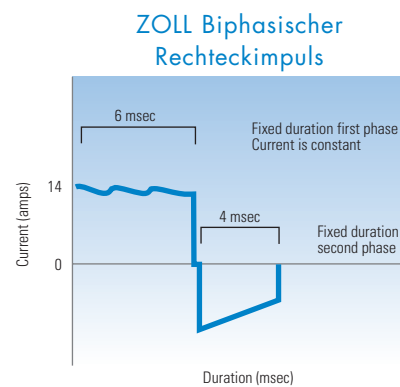 ZOLL Biphasischer
Rechteckimpuls
6 msec
Fixed duration first phase
Current is constant
14
4 msec
Fixed duration
second phase
0
Current (amps)
Duration (msec)